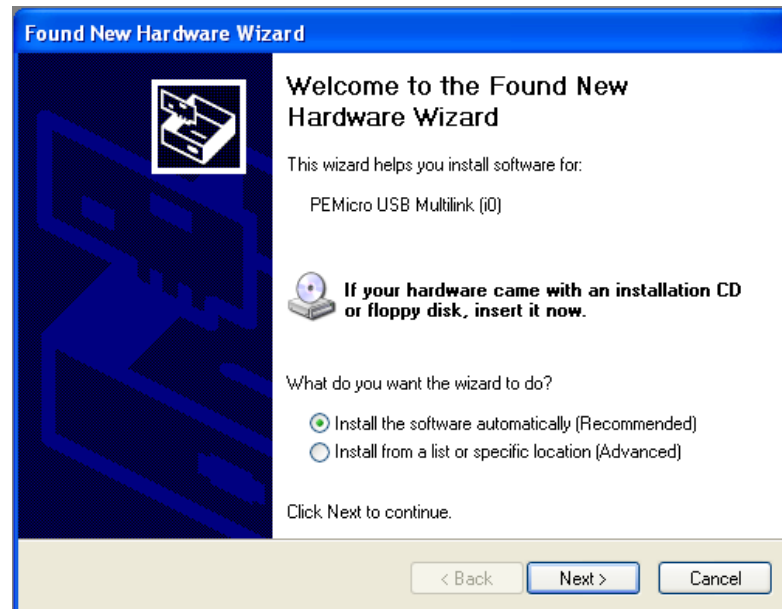 Found New Hardware Wizard
Welcome to the Found New
Hardware Wizard
This wizard helps you install software for:
PEMicro USB Multilink (i0)
If your hardware came with an installation CD
or floppy disk, insert it now.
What do you want the wizard to do?
Install the software automatically (Recommended)
Install from a list or specific location (Advanced)
Click Next to continue.
< Back Next > Cancel